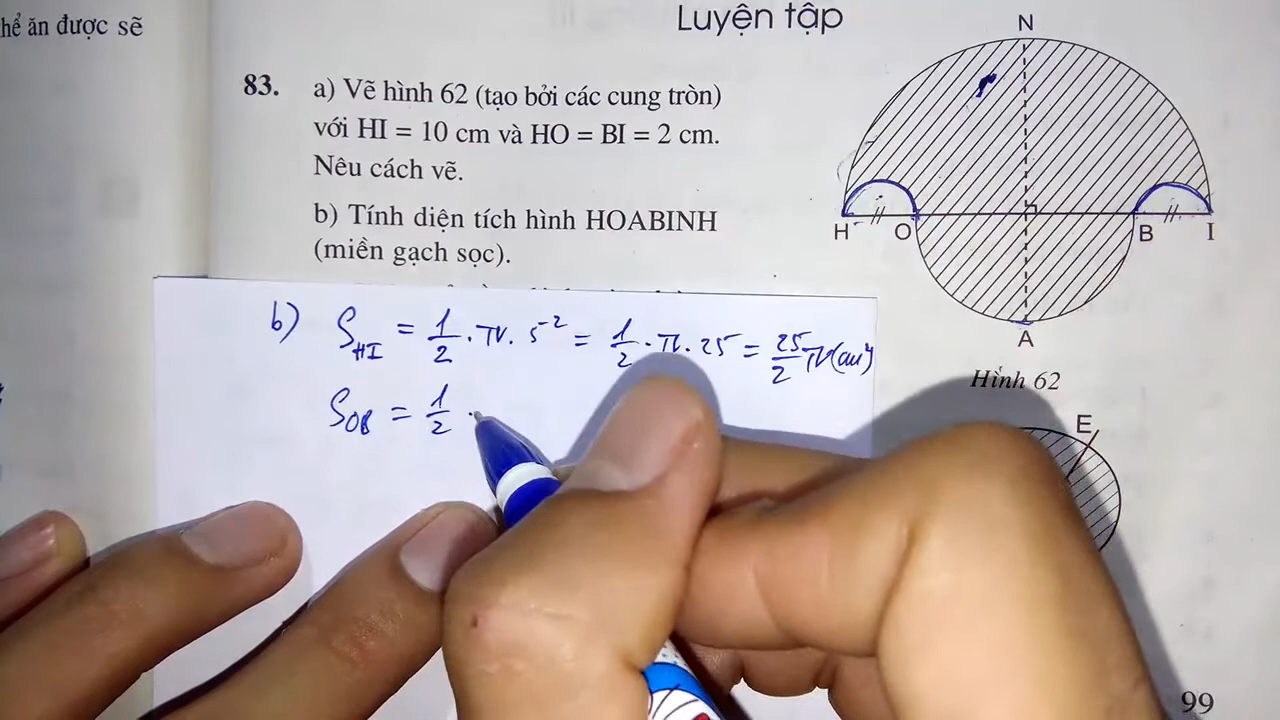 hể ăn được sẽ
Luyện tập
83. a) Vẽ hình 62 (tạo bởi các cung tròn)
với HI = 10 cm và HO = BI = 2 cm.
Nêu cách vẽ.
b) Tính diện tích hình HOABINH
(miền gạch sọc).
N
H O B I
A
Hình 62
E
b) S_HI = 1/2 . π . 5² = 1/2 . π . 25 = 25/2 π (cm²)
S_OB = 1/2 .
99